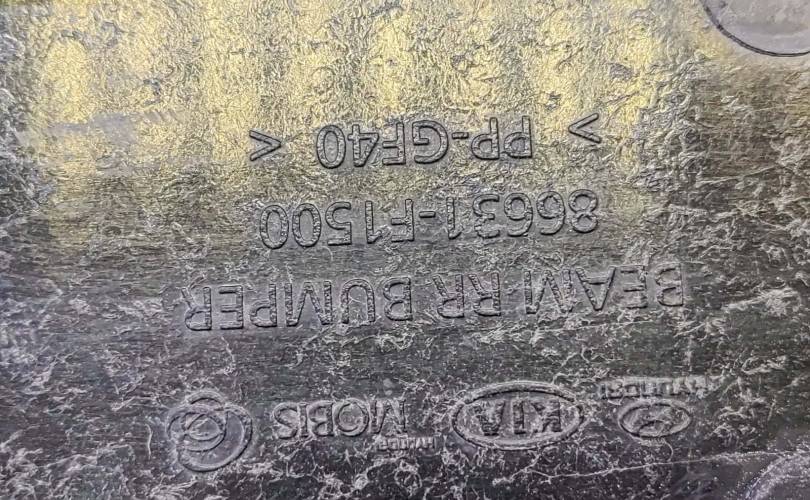 HYUNDAI KIA HYUNDAI MOBIS
BEAM RR BUMPER
86631-F1500
> PP-GF40 <